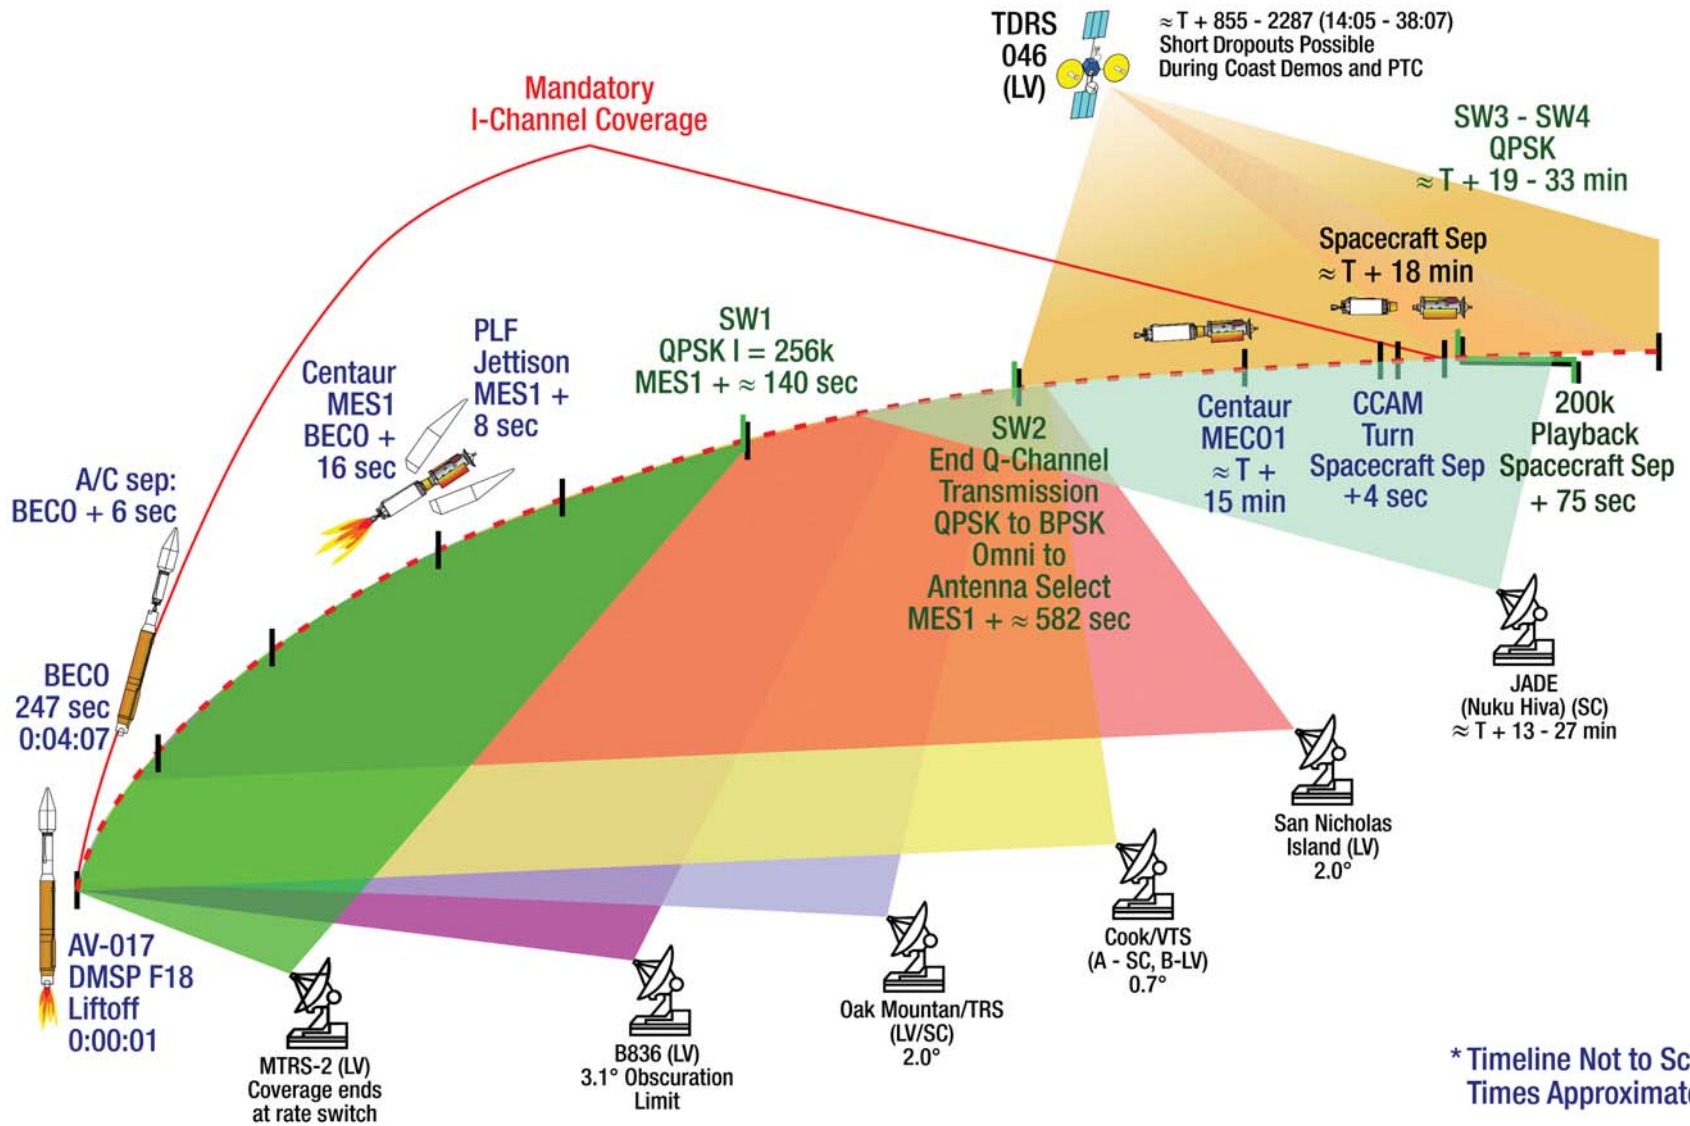 TDRS
046
(LV)
≈ T + 855 - 2287 (14:05 - 38:07)
Short Dropouts Possible
During Coast Demos and PTC
Mandatory
I-Channel Coverage
SW3 - SW4
QPSK
≈ T + 19 - 33 min
Spacecraft Sep
≈ T + 18 min
SW1
QPSK I = 256k
MES1 + ≈ 140 sec
PLF
Jettison
MES1 +
8 sec
Centaur
MES1
BECO +
16 sec
A/C sep:
BECO + 6 sec
BECO
247 sec
0:04:07
AV-017
DMSP F18
Liftoff
0:00:01
SW2
End Q-Channel
Transmission
QPSK to BPSK
Omni to
Antenna Select
MES1 + ≈ 582 sec
Centaur
MECO1
≈ T +
15 min
CCAM
Turn
Spacecraft Sep
+4 sec
200k
Playback
Spacecraft Sep
+ 75 sec
JADE
(Nuku Hiva) (SC)
≈ T + 13 - 27 min
San Nicholas
Island (LV)
2.0°
Cook/VTS
(A - SC, B-LV)
0.7°
Oak Mountan/TRS
(LV/SC)
2.0°
B836 (LV)
3.1° Obscuration
Limit
MTRS-2 (LV)
Coverage ends
at rate switch
* Timeline Not to Sc
Times Approximat